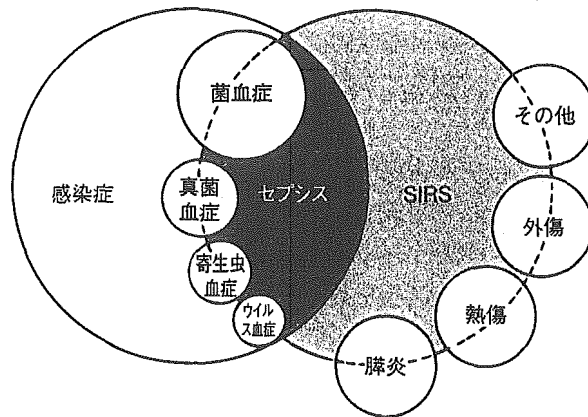 菌血症
その他
感染症
真菌
血症
セプシス
SIRS
外傷
寄生虫
血症
ウイル
ス血症
熱傷
膵炎